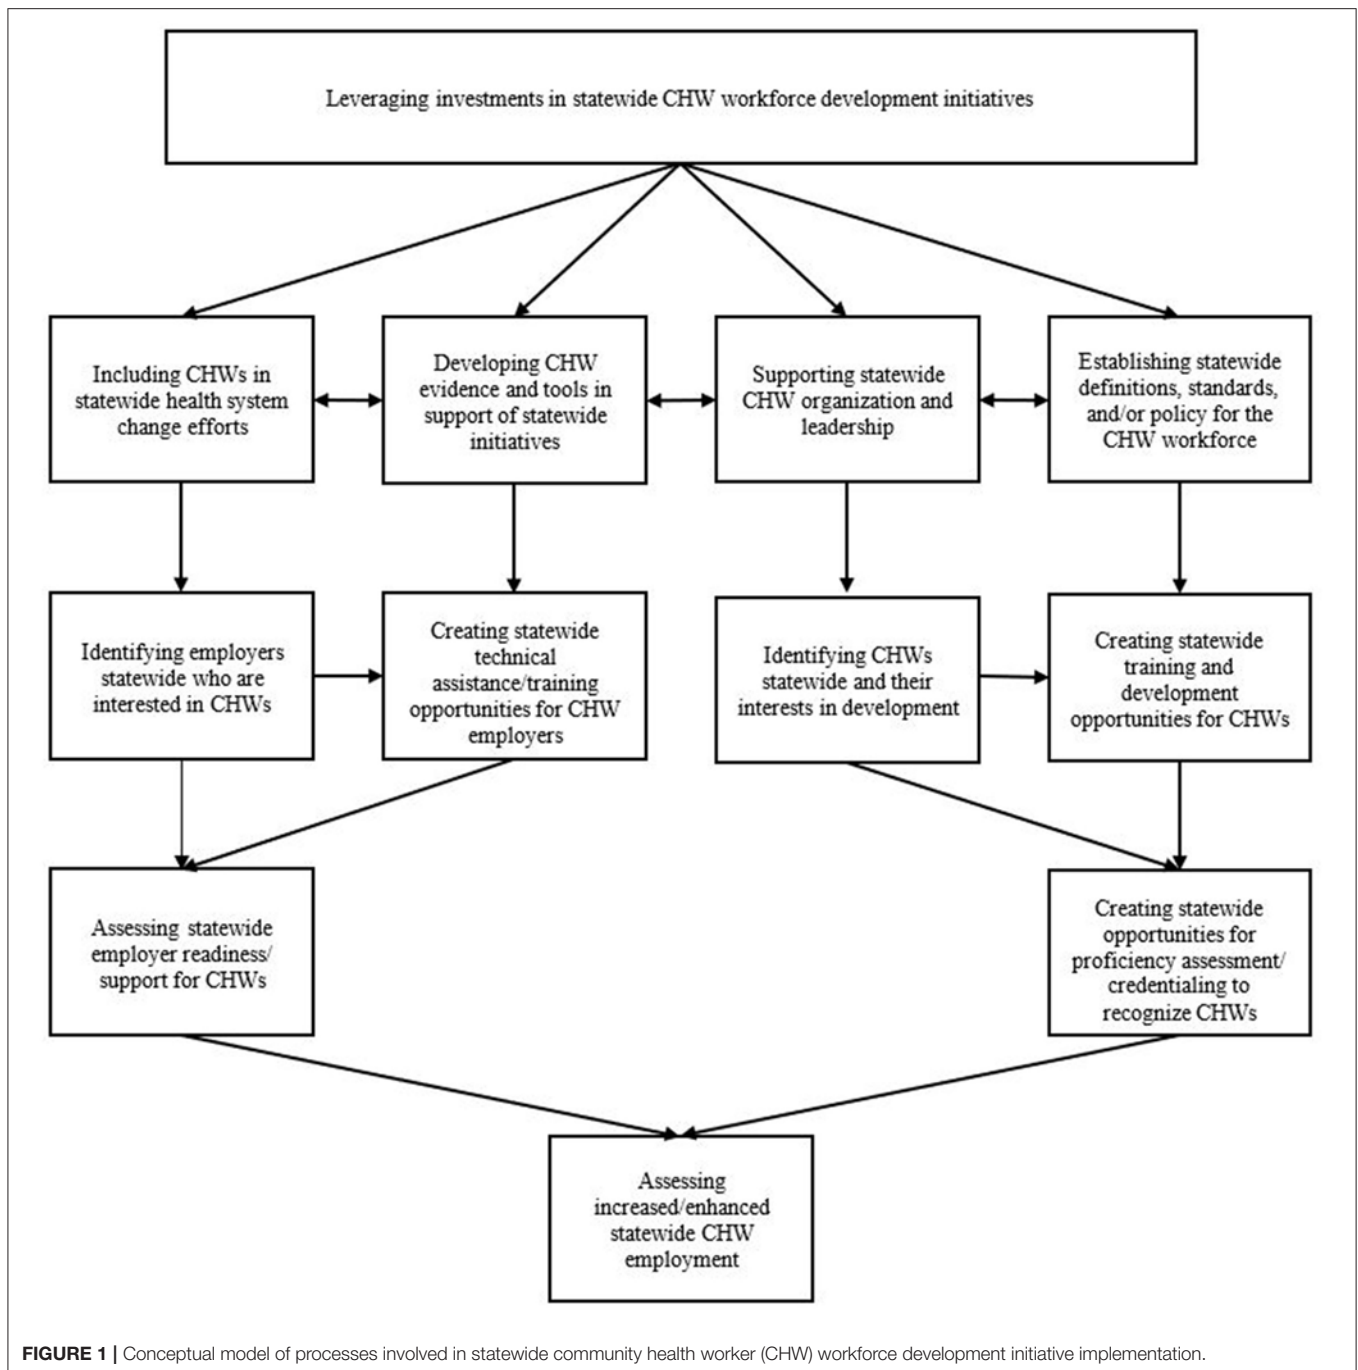 Leveraging investments in statewide CHW workforce development initiatives
Including CHWs in
statewide health system
change efforts
Developing CHW
evidence and tools in
support of statewide
initiatives
Supporting statewide
CHW organization and
leadership
Establishing statewide
definitions, standards,
and/or policy for the
CHW workforce
Identifying employers
statewide who are
interested in CHWs
Creating statewide
technical
assistance/training
opportunities for CHW
employers
Identifying CHWs
statewide and their
interests in development
Creating statewide
training and
development
opportunities for CHWs
Assessing statewide
employer readiness/
support for CHWs
Creating statewide
opportunities for
proficiency assessment/
credentialing to
recognize CHWs
Assessing
increased/enhanced
statewide CHW
employment
FIGURE 1 | Conceptual model of processes involved in statewide community health worker (CHW) workforce development initiative implementation.